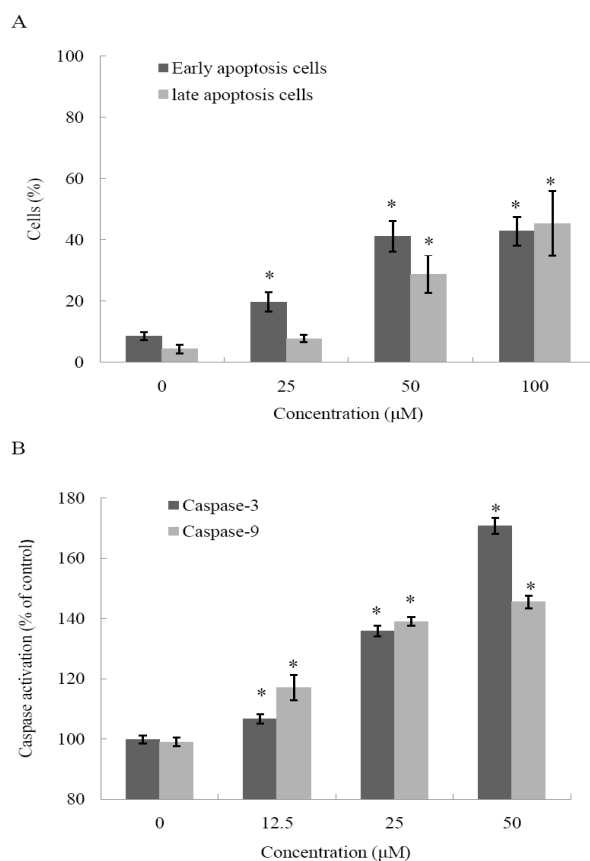 A
100
80
60
40
20
0
Cells (%)
Early apoptosis cells
late apoptosis cells
*
*
*
*
*
0 25 50 100
Concentration (μM)
B
180
160
140
120
100
80
Caspase activation (% of control)
Caspase-3
Caspase-9
*
*
*
*
*
*
0 12.5 25 50
Concentration (μM)